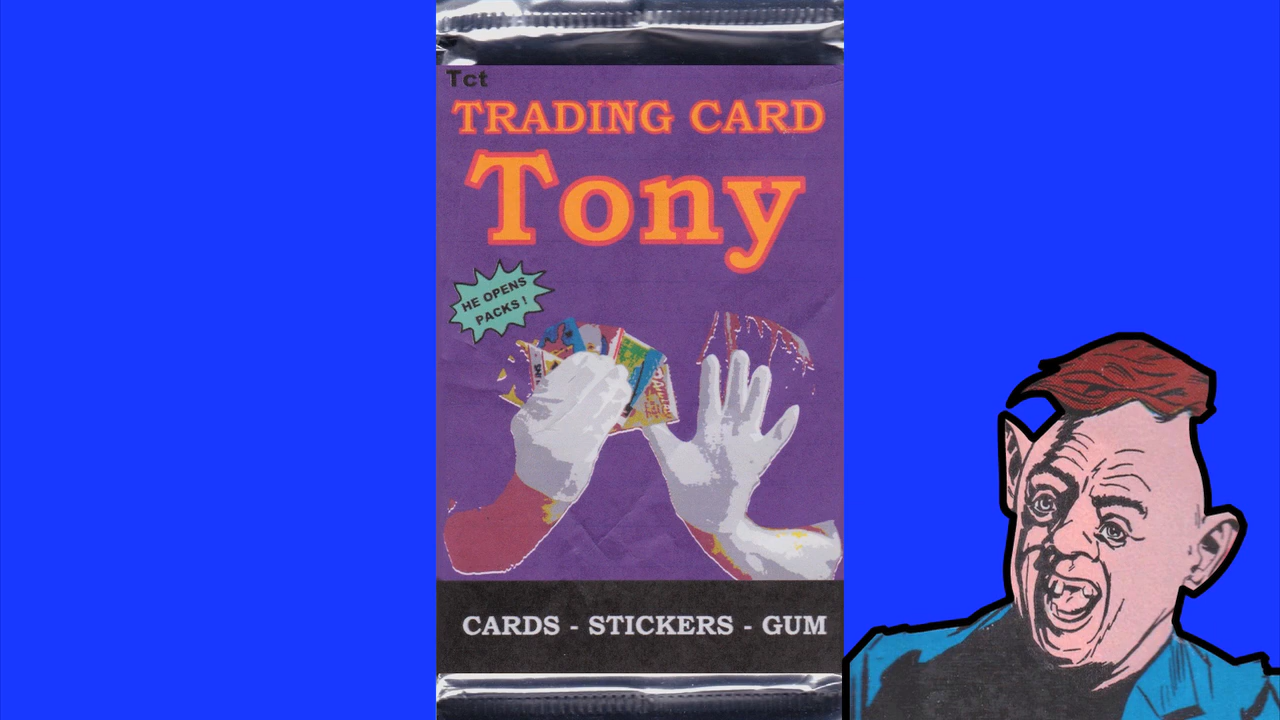 Tct
TRADING CARD
Tony
HE OPENS
PACKS !
CARDS - STICKERS - GUM